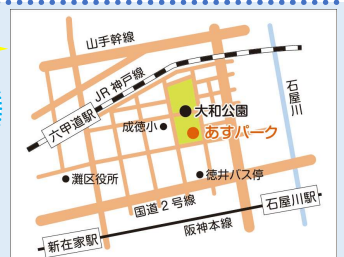 山手幹線
JR 神戸線
六甲道駅
石屋川
大和公園
成徳小
あすパーク
灘区役所
徳井バス停
国道2号線
石屋川駅
阪神本線
新在家駅